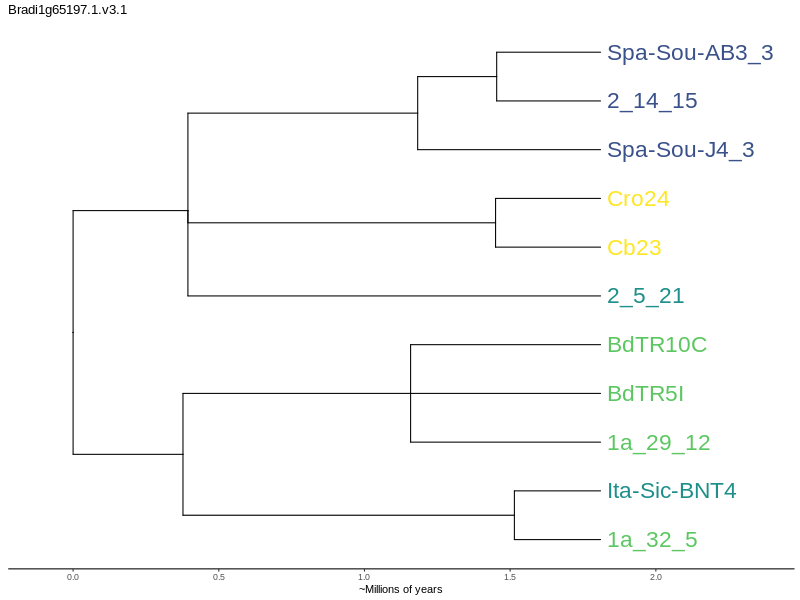 Bradi1g65197.1.v3.1
Spa-Sou-AB3_3
2_14_15
Spa-Sou-J4_3
Cro24
Cb23
2_5_21
BdTR10C
BdTR5I
1a_29_12
Ita-Sic-BNT4
1a_32_5
0.0 0.5 1.0 1.5 2.0
~Millions of years